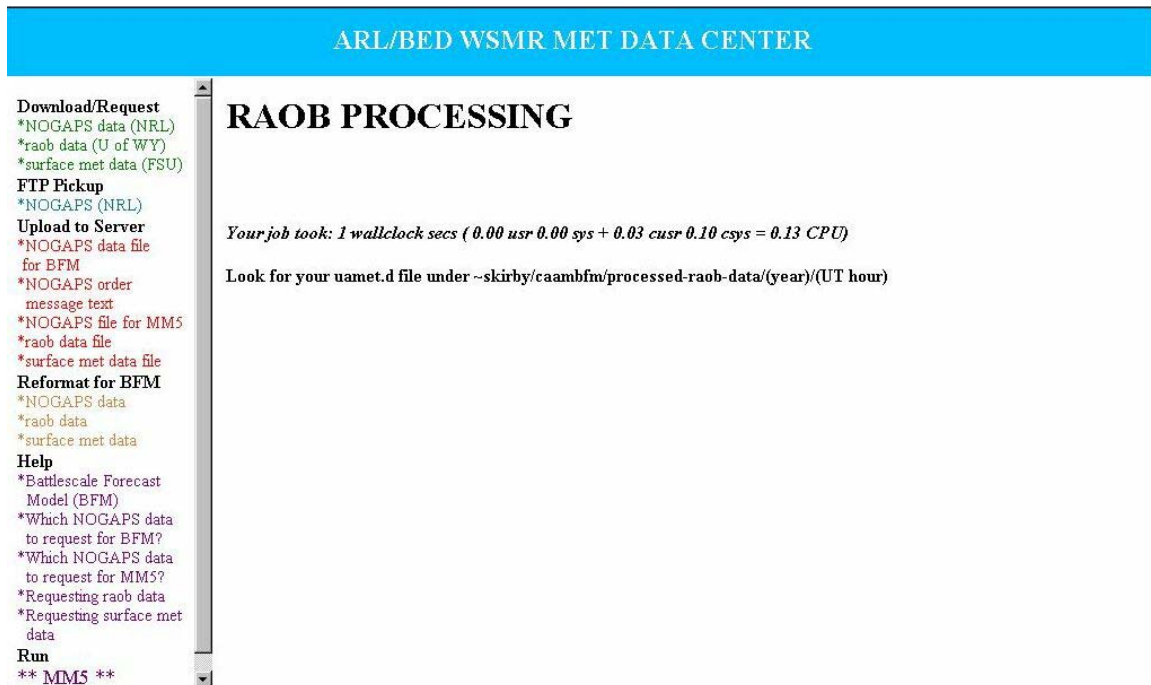 ARL/BED WSMR MET DATA CENTER
Download/Request
*NOGAPS data (NRL)
*raob data (U of WY)
*surface met data (FSU)
FTP Pickup
*NOGAPS (NRL)
Upload to Server
*NOGAPS data file
for BFM
*NOGAPS order
message text
*NOGAPS file for MM5
*raob data file
*surface met data file
Reformat for BFM
*NOGAPS data
*raob data
*surface met data
Help
*Battlescale Forecast
Model (BFM)
*Which NOGAPS data
to request for BFM?
*Which NOGAPS data
to request for MM5?
*Requesting raob data
*Requesting surface met
data
Run
** MM5 **
RAOB PROCESSING
Your job took: 1 wallclock secs ( 0.00 usr 0.00 sys + 0.03 cusr 0.10 csys = 0.13 CPU)
Look for your uamet.d file under ~skirby/caambfm/processed-raob-data/(year)/(UT hour)